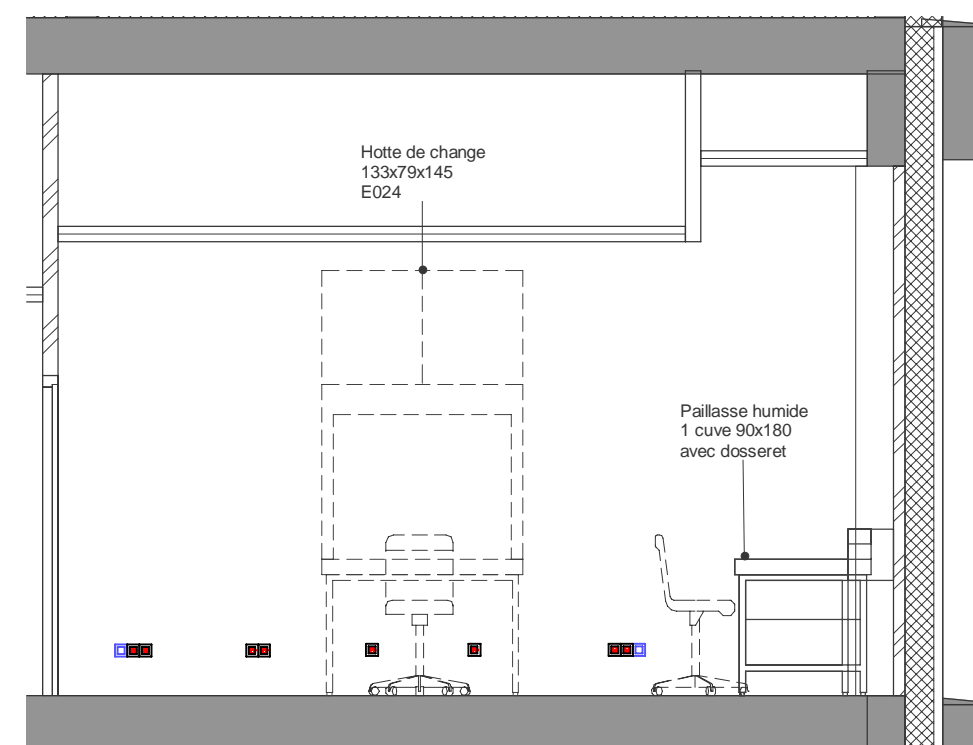 Hotte de change
133x79x145
E024
Paillasse humide
1 cuve 90x180
avec dosseret